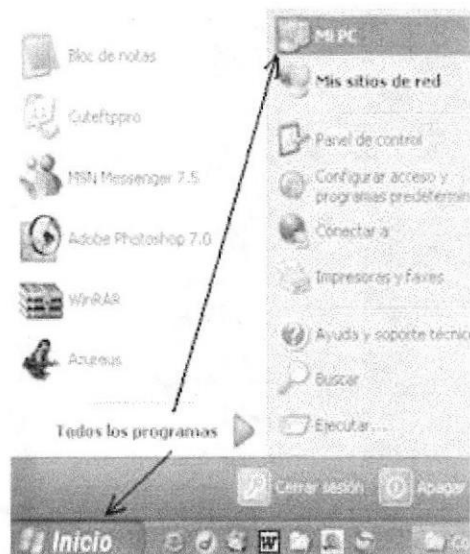 Bloc de notas
Cuteftppro
MSN Messenger 7.5
Adobe Photoshop 7.0
WinRAR
Azureus
Todos los programas
MI PC
Mis sitios de red
Panel de control
Configurar acceso y
programas predetermin
Conectar a
Impresoras y faxes
Ayuda y soporte técnico
Buscar
Ejecutar...
Cerrar sesión
Apagar
Inicio
W
Co